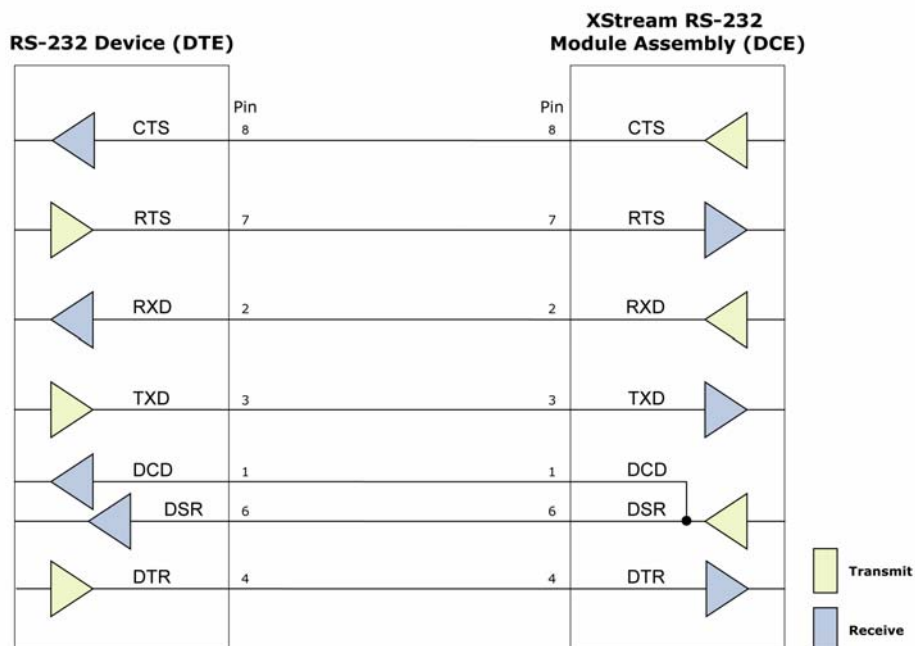 RS-232 Device (DTE)
XStream RS-232
Module Assembly (DCE)
Pin Pin
CTS 8 8 CTS
RTS 7 7 RTS
RXD 2 2 RXD
TXD 3 3 TXD
DCD 1 1 DCD
DSR 6 6 DSR
DTR 4 4 DTR
Transmit
Receive